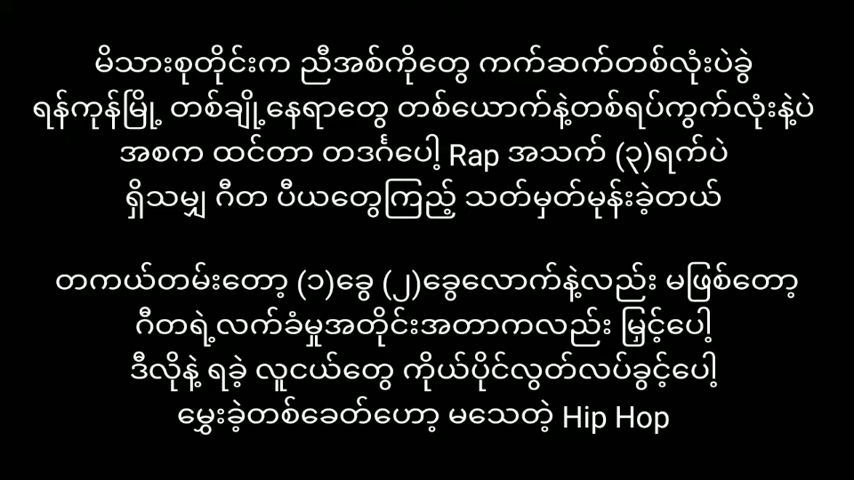 မိသားစုတိုင်းက ညီအစ်ကိုတွေ ကက်ဆက်တစ်လုံးပဲခွဲ
ရန်ကုန်မြို့ တစ်ချို့နေရာတွေ တစ်ယောက်နဲ့တစ်ရပ်ကွက်လုံးနဲ့ပဲ
အစက ထင်တာ တဒင်္ဂပေါ့ Rap အသက် (၃)ရက်ပဲ
ရှိသမျှ ဂီတ ပီယတွေကြည့် သတ်မှတ်မုန်းခဲ့တယ်
တကယ်တမ်းတော့ (၁)ခွေ (၂)ခွေလောက်နဲ့လည်း မဖြစ်တော့
ဂီတရဲ့လက်ခံမှုအတိုင်းအတာကလည်း မြှင့်ပေါ့
ဒီလိုနဲ့ ရခဲ့ လူငယ်တွေ ကိုယ်ပိုင်လွတ်လပ်ခွင့်ပေါ့
မွှေးခဲ့တစ်ခေတ်ဟော့ မသေတဲ့ Hip Hop